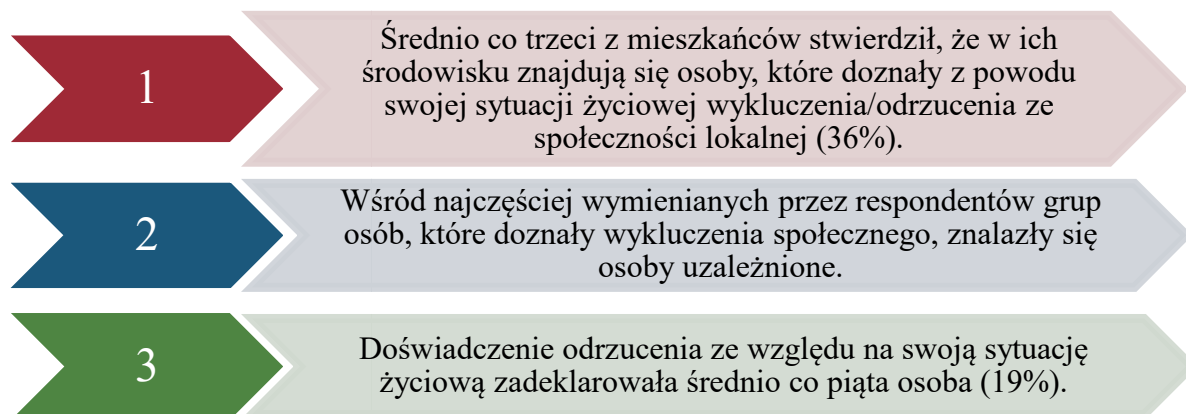 1
Średnio co trzeci z mieszkańców stwierdził, że w ich
środowisku znajdują się osoby, które doznały z powodu
swojej sytuacji życiowej wykluczenia/odrzucenia ze
społeczności lokalnej (36%).
2
Wśród najczęściej wymienianych przez respondentów grup
osób, które doznały wykluczenia społecznego, znalazły się
osoby uzależnione.
3
Doświadczenie odrzucenia ze względu na swoją sytuację
życiową zadeklarowała średnio co piąta osoba (19%).